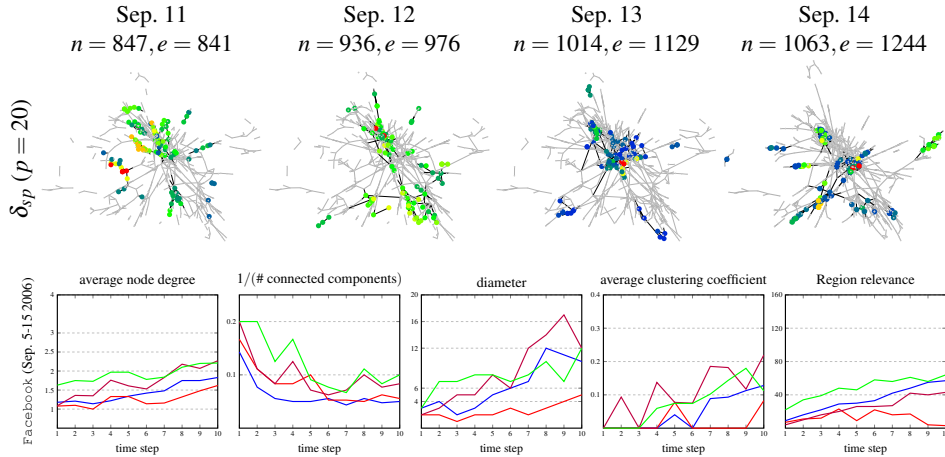 Sep. 11 Sep. 12 Sep. 13 Sep. 14
n = 847, e = 841 n = 936, e = 976 n = 1014, e = 1129 n = 1063, e = 1244
δsp (p = 20)
average node degree 1/(# connected components) diameter average clustering coefficient Region relevance
Facebook (Sep. 5-15 2006)
4
3
2.5
2
1.5
1
1 2 3 4 5 6 7 8 9 10
time step
0.2
0.1
1 2 3 4 5 6 7 8 9 10
time step
20
16
12
6
4
2
1 2 3 4 5 6 7 8 9 10
time step
0.4
0.3
0.2
0.1
0
1 2 3 4 5 6 7 8 9 10
time step
160
120
80
40
1 2 3 4 5 6 7 8 9 10
time step